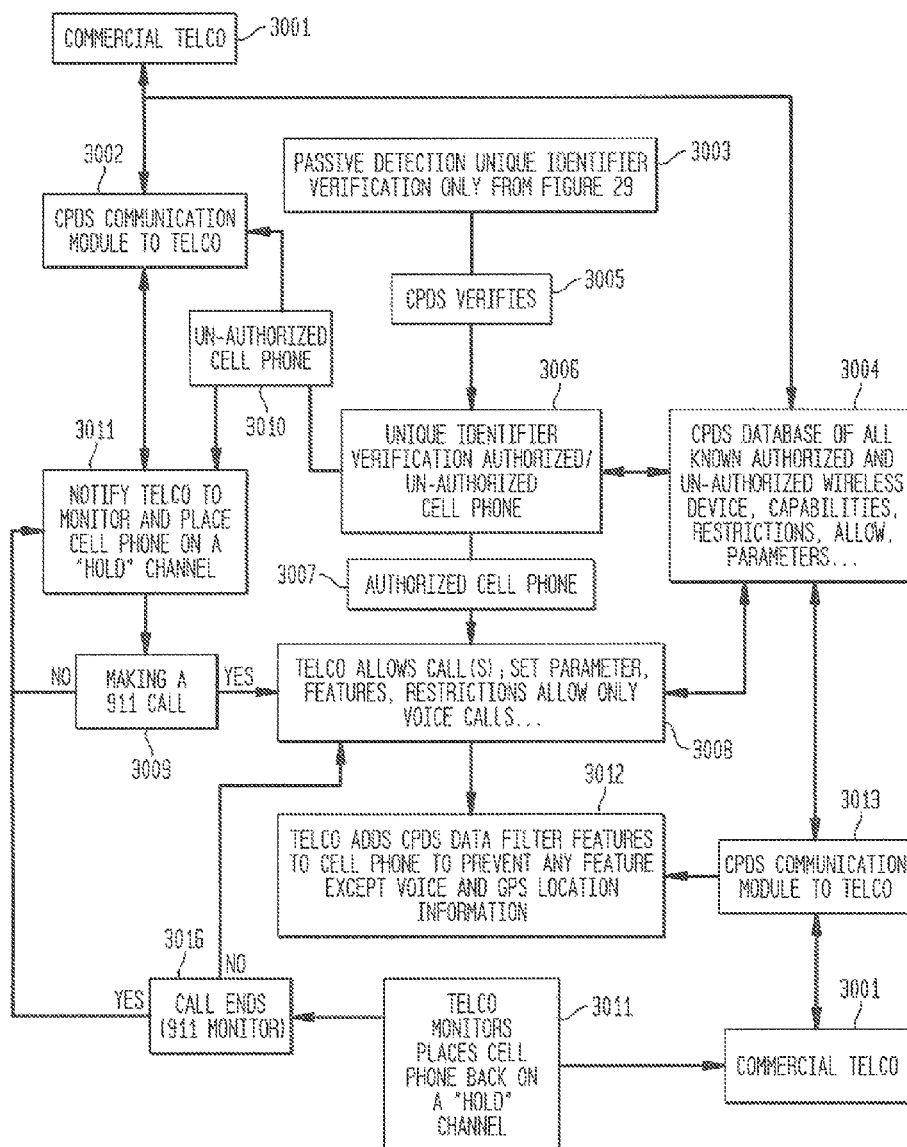 COMMERCIAL TELCO
3001
3002
CPDS COMMUNICATION
MODULE TO TELCO
PASSIVE DETECTION UNIQUE IDENTIFIER
VERIFICATION ONLY FROM FIGURE 29
3003
CPDS VERIFIES
3005
UN-AUTHORIZED
CELL PHONE
3010
3006
UNIQUE IDENTIFIER
VERIFICATION AUTHORIZED/
UN-AUTHORIZED
CELL PHONE
3004
CPDS DATABASE OF ALL
KNOWN AUTHORIZED AND
UN-AUTHORIZED WIRELESS
DEVICE, CAPABILITIES,
RESTRICTIONS, ALLOW,
PARAMETERS...
3011
NOTIFY TELCO TO
MONITOR AND PLACE
CELL PHONE ON A
"HOLD" CHANNEL
3007
AUTHORIZED CELL PHONE
NO
MAKING A
911 CALL
YES
3009
TELCO ALLOWS CALL(S); SET PARAMETER,
FEATURES, RESTRICTIONS ALLOW ONLY
VOICE CALLS...
3008
3012
TELCO ADDS CPDS DATA FILTER FEATURES
TO CELL PHONE TO PREVENT ANY FEATURE
EXCEPT VOICE AND GPS LOCATION
INFORMATION
3013
CPDS COMMUNICATION
MODULE TO TELCO
3016
NO
YES
CALL ENDS
(911 MONITOR)
TELCO
MONITORS
PLACES CELL
PHONE BACK ON
A "HOLD"
CHANNEL
3011
3001
COMMERCIAL TELCO